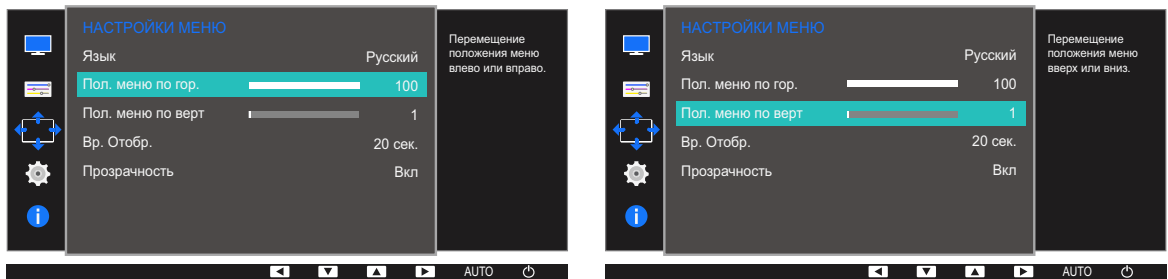 НАСТРОЙКИ МЕНЮ
Язык Русский
Пол. меню по гор. 100
Пол. меню по верт 1
Вр. Отобр. 20 сек.
Прозрачность Вкл
Перемещение
положения меню
влево или вправо.
AUTO
НАСТРОЙКИ МЕНЮ
Язык Русский
Пол. меню по гор. 100
Пол. меню по верт 1
Вр. Отобр. 20 сек.
Прозрачность Вкл
Перемещение
положения меню
вверх или вниз.
AUTO